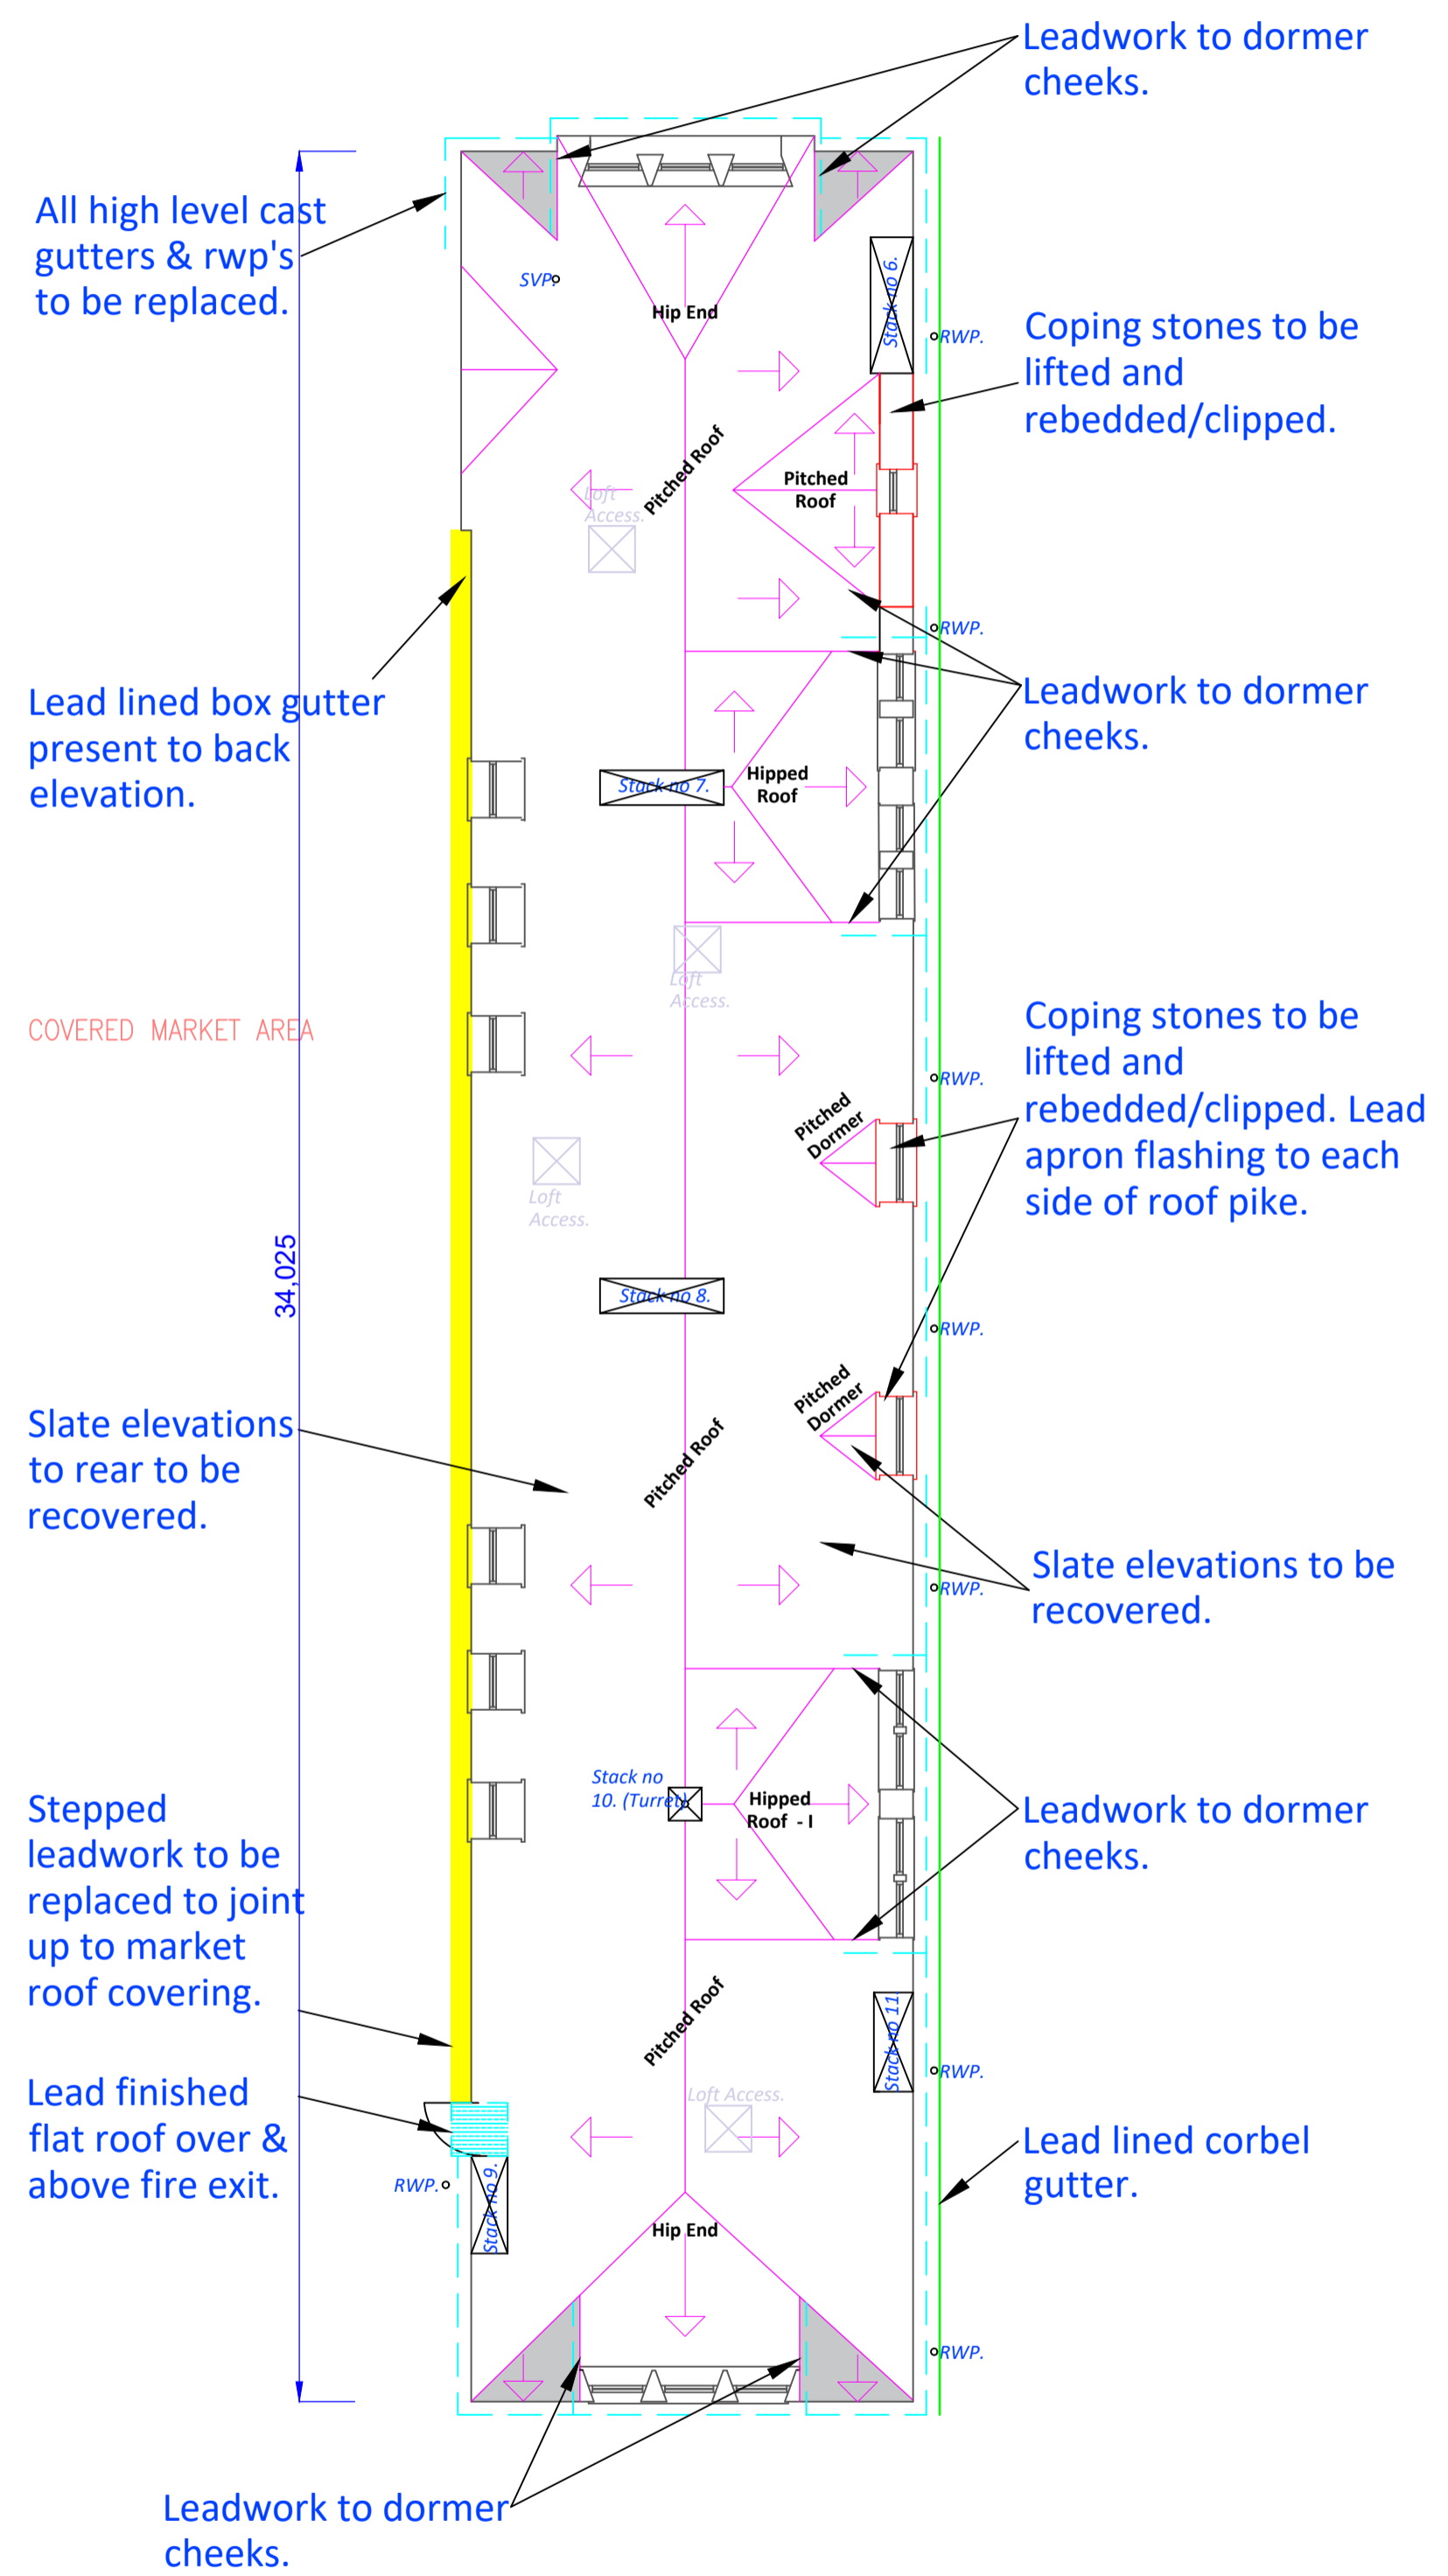 Leadwork to dormer
cheeks.
All high level cast
gutters & rwp's
to be replaced.
SVP.
Hip End
Stack no 6.
RWP.
Coping stones to be
lifted and
rebedded/clipped.
Pitched Roof
Pitched
Roof
Loft
Access.
RWP.
Lead lined box gutter
present to back
elevation.
Leadwork to dormer
cheeks.
Stack no 7.
Hipped
Roof
Loft
Access.
COVERED MARKET AREA
Coping stones to be
lifted and
rebedded/clipped. Lead
apron flashing to each
side of roof pike.
RWP.
Pitched
Dormer
Loft
Access.
34,025
Stack no 8.
RWP.
Pitched
Dormer
Slate elevations
to rear to be
recovered.
Pitched Roof
Slate elevations to be
recovered.
RWP.
Stack no
10. (Turret)
Hipped
Roof - I
Leadwork to dormer
cheeks.
Stepped
leadwork to be
replaced to joint
up to market
roof covering.
Pitched Roof
Stack no 11.
RWP.
Lead finished
flat roof over &
above fire exit.
Loft Access.
Lead lined corbel
gutter.
RWP.
Stack no 9.
Hip End
RWP.
Leadwork to dormer
cheeks.